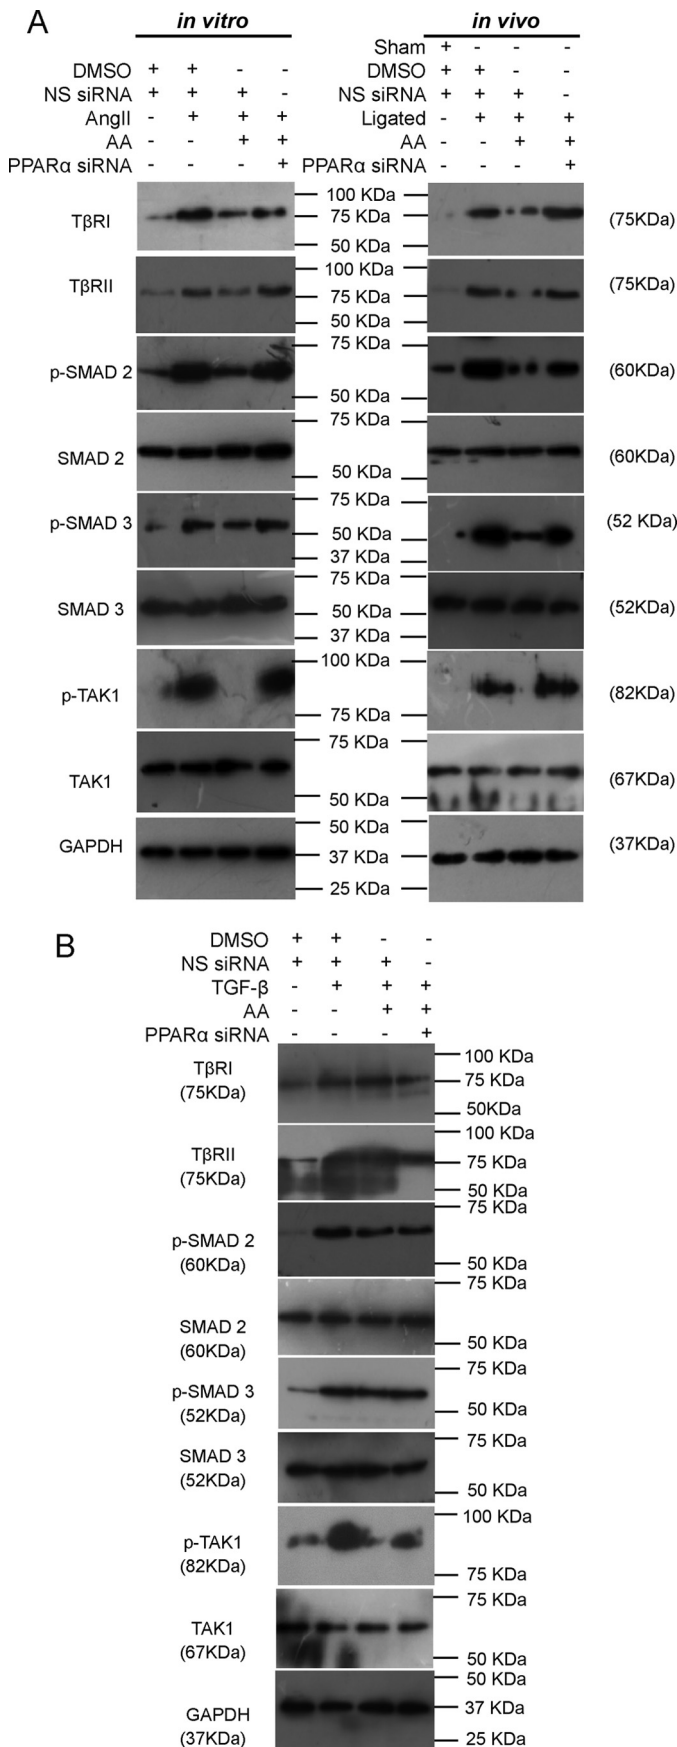 A
in vitro
in vivo
Sham + - - -
DMSO + + - -
DMSO + + - -
NS siRNA + + + -
NS siRNA + + + -
AngII - + + +
Ligated - + + +
AA - - + +
AA - - + +
PPARα siRNA - - - +
PPARα siRNA - - - +
TβRI
100 KDa
75 KDa
50 KDa
(75KDa)
TβRII
100 KDa
75 KDa
50 KDa
(75KDa)
p-SMAD 2
75 KDa
50 KDa
(60KDa)
SMAD 2
75 KDa
50 KDa
(60KDa)
p-SMAD 3
75 KDa
50 KDa
37 KDa
(52 KDa)
SMAD 3
75 KDa
50 KDa
37 KDa
(52KDa)
p-TAK1
100 KDa
75 KDa
(82KDa)
TAK1
75 KDa
50 KDa
(67KDa)
GAPDH
50 KDa
37 KDa
25 KDa
(37KDa)
B
DMSO + + - -
NS siRNA + + + -
TGF-β - + + +
AA - - + +
PPARα siRNA - - - +
TβRI
(75KDa)
100 KDa
75 KDa
50KDa
TβRII
(75KDa)
100 KDa
75 KDa
50 KDa
p-SMAD 2
(60KDa)
75 KDa
50 KDa
SMAD 2
(60KDa)
75 KDa
50 KDa
p-SMAD 3
(52KDa)
75 KDa
50 KDa
SMAD 3
(52KDa)
75 KDa
50 KDa
p-TAK1
(82KDa)
100 KDa
75 KDa
TAK1
(67KDa)
75 KDa
50 KDa
GAPDH
(37KDa)
50 KDa
37 KDa
25 KDa